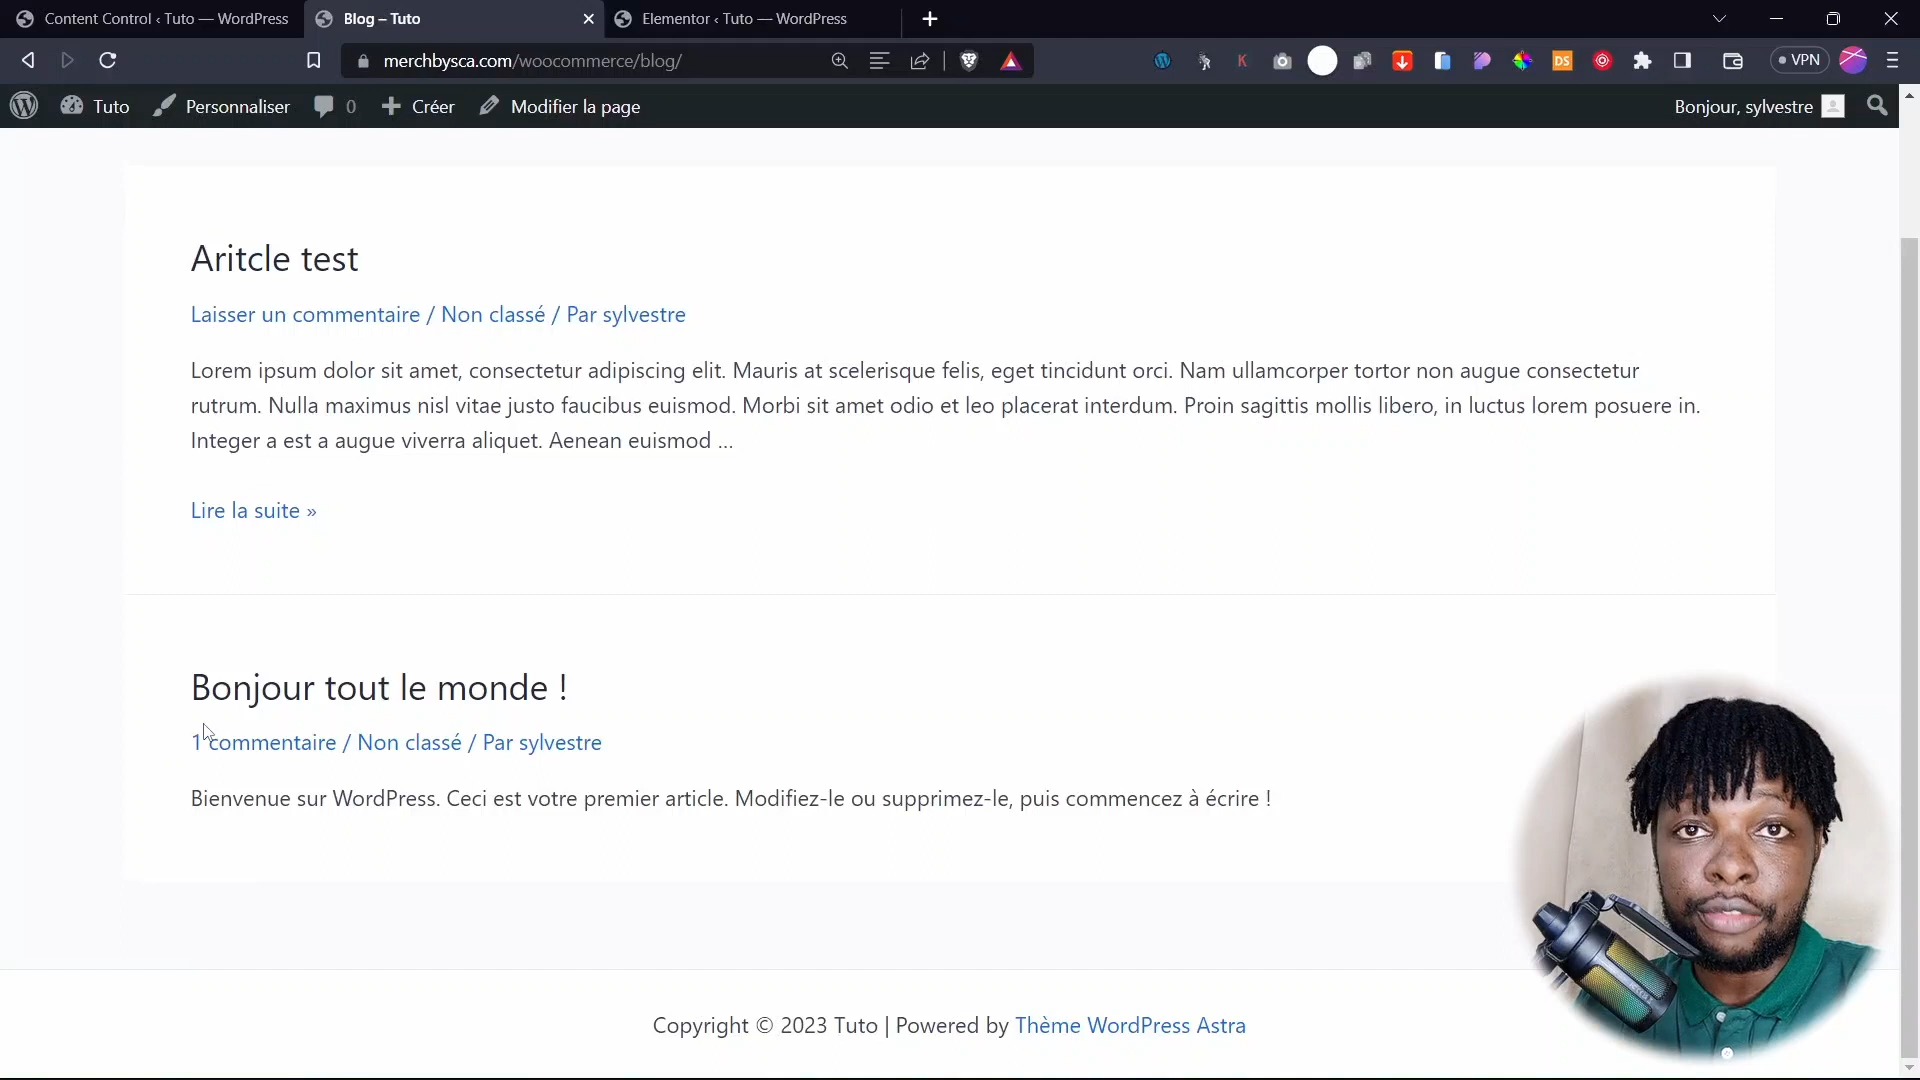 Content Control ‹ Tuto — WordPress
Blog – Tuto
Elementor ‹ Tuto — WordPress
merchbysca.com/woocommerce/blog/
K
DS
VPN
Tuto
Personnaliser
0
Créer
Modifier la page
Bonjour, sylvestre
Aritcle test
Laisser un commentaire / Non classé / Par sylvestre
Lorem ipsum dolor sit amet, consectetur adipiscing elit. Mauris at scelerisque felis, eget tincidunt orci. Nam ullamcorper tortor non augue consectetur
rutrum. Nulla maximus nisl vitae justo faucibus euismod. Morbi sit amet odio et leo placerat interdum. Proin sagittis mollis libero, in luctus lorem posuere in.
Integer a est a augue viverra aliquet. Aenean euismod ...
Lire la suite »
Bonjour tout le monde !
1 commentaire / Non classé / Par sylvestre
Bienvenue sur WordPress. Ceci est votre premier article. Modifiez-le ou supprimez-le, puis commencez à écrire !
Copyright © 2023 Tuto | Powered by Thème WordPress Astra